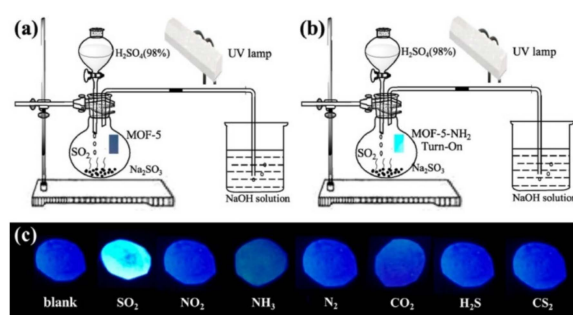 (a)
H₂SO₄(98%)
UV lamp
MOF-5
SO₂
Na₂SO₃
NaOH solution
(b)
H₂SO₄(98%)
UV lamp
MOF-5-NH₂
Turn-On
SO₂
Na₂SO₃
NaOH solution
(c)
blank SO₂ NO₂ NH₃ N₂ CO₂ H₂S CS₂